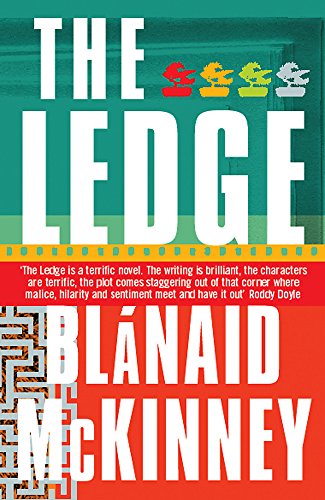 THE
LEDGE
'The Ledge is a terrific novel. The writing is brilliant, the characters
are terrific, the plot comes staggering out of that corner where
malice, hilarity and sentiment meet and have it out' Roddy Doyle
BLáNAID
McKINNEY